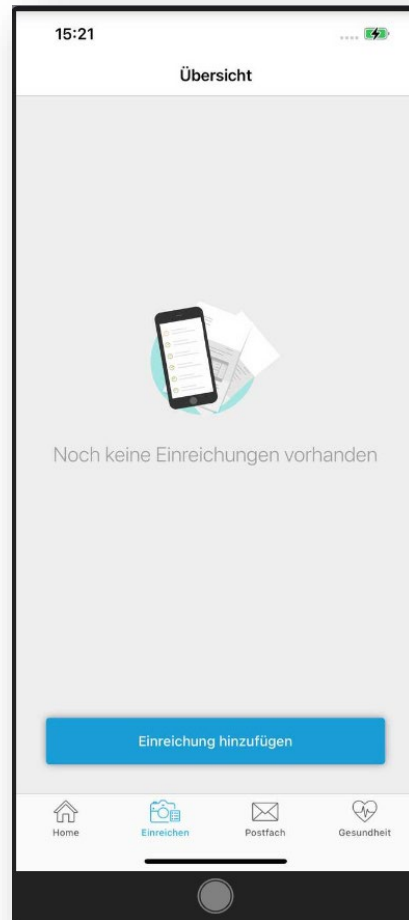 15:21
Übersicht
Noch keine Einreichungen vorhanden
Einreichung hinzufügen
Home
Einreichen
Postfach
Gesundheit